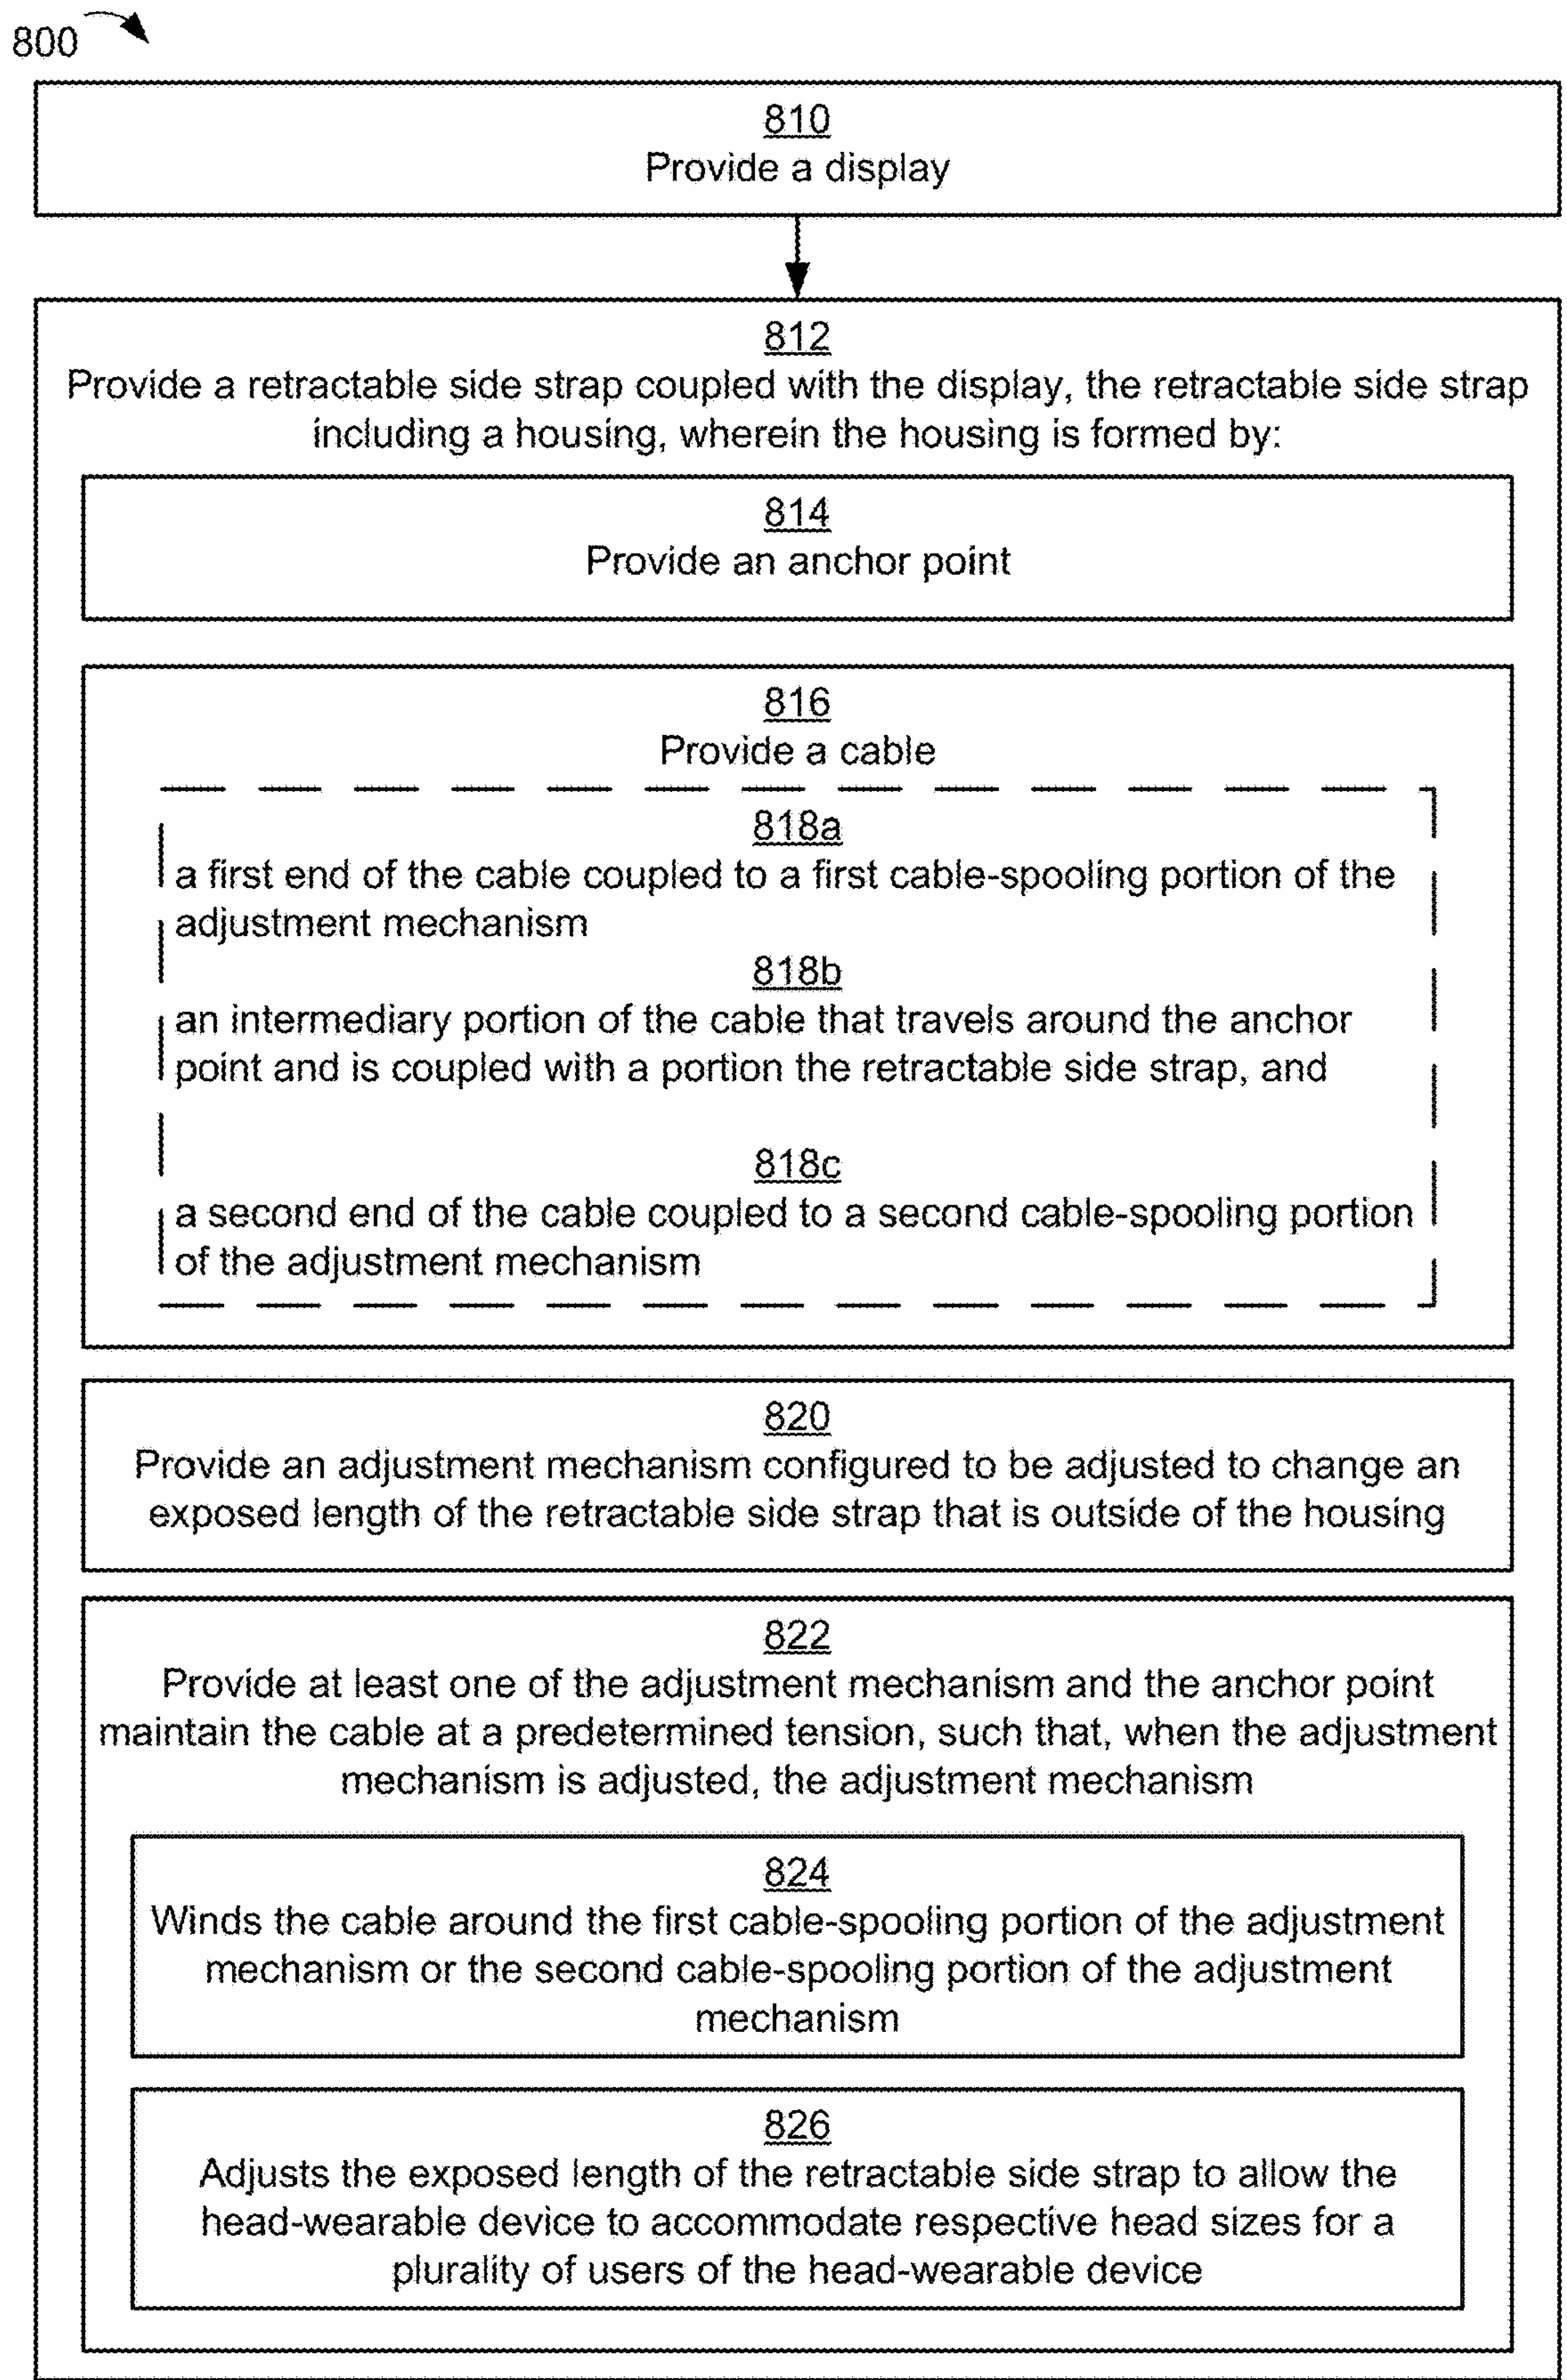 800
810
Provide a display
812
Provide a retractable side strap coupled with the display, the retractable side strap
including a housing, wherein the housing is formed by:
814
Provide an anchor point
816
Provide a cable
818a
a first end of the cable coupled to a first cable-spooling portion of the
adjustment mechanism
818b
an intermediary portion of the cable that travels around the anchor
point and is coupled with a portion the retractable side strap, and
818c
a second end of the cable coupled to a second cable-spooling portion
of the adjustment mechanism
820
Provide an adjustment mechanism configured to be adjusted to change an
exposed length of the retractable side strap that is outside of the housing
822
Provide at least one of the adjustment mechanism and the anchor point
maintain the cable at a predetermined tension, such that, when the adjustment
mechanism is adjusted, the adjustment mechanism
824
Winds the cable around the first cable-spooling portion of the adjustment
mechanism or the second cable-spooling portion of the adjustment
mechanism
826
Adjusts the exposed length of the retractable side strap to allow the
head-wearable device to accommodate respective head sizes for a
plurality of users of the head-wearable device